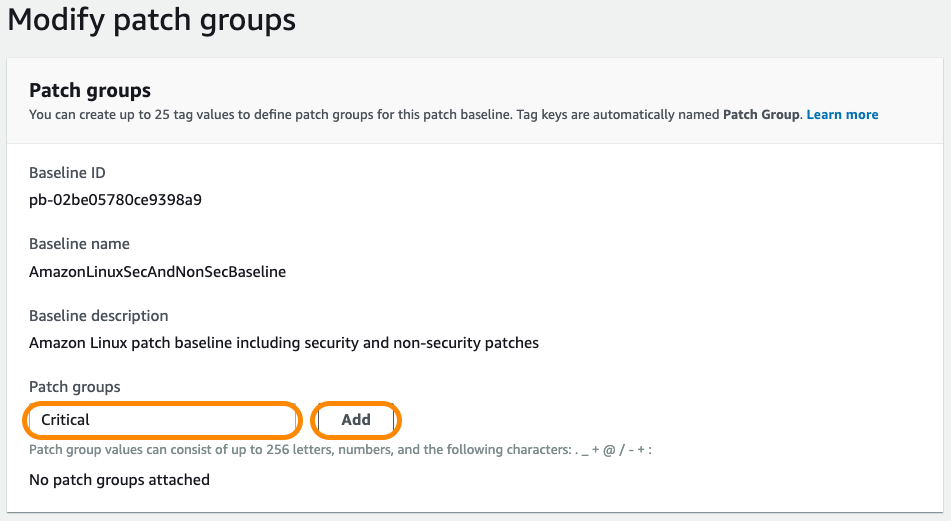 Modify patch groups
Patch groups
You can create up to 25 tag values to define patch groups for this patch baseline. Tag keys are automatically named Patch Group. Learn more
Baseline ID
pb-02be05780ce9398a9
Baseline name
AmazonLinuxSecAndNonSecBaseline
Baseline description
Amazon Linux patch baseline including security and non-security patches
Patch groups
Critical Add
Patch group values can consist of up to 256 letters, numbers, and the following characters: . _ + @ / - + :
No patch groups attached